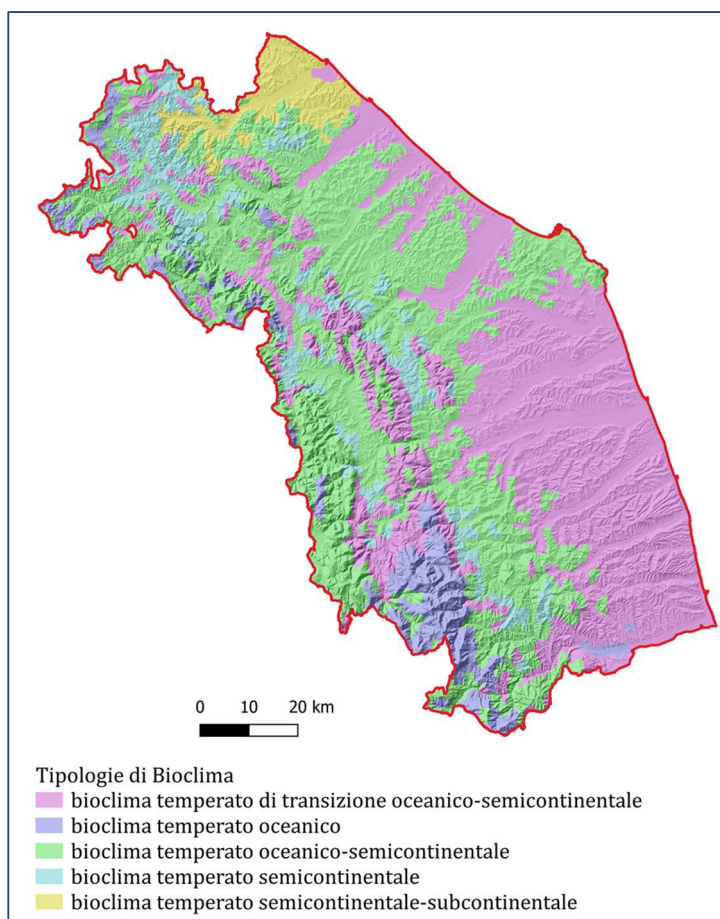 0 10 20 km
Tipologie di Bioclima
bioclima temperato di transizione oceanico-semicontinentale
bioclima temperato oceanico
bioclima temperato oceanico-semicontinentale
bioclima temperato semicontinentale
bioclima temperato semicontinentale-subcontinentale